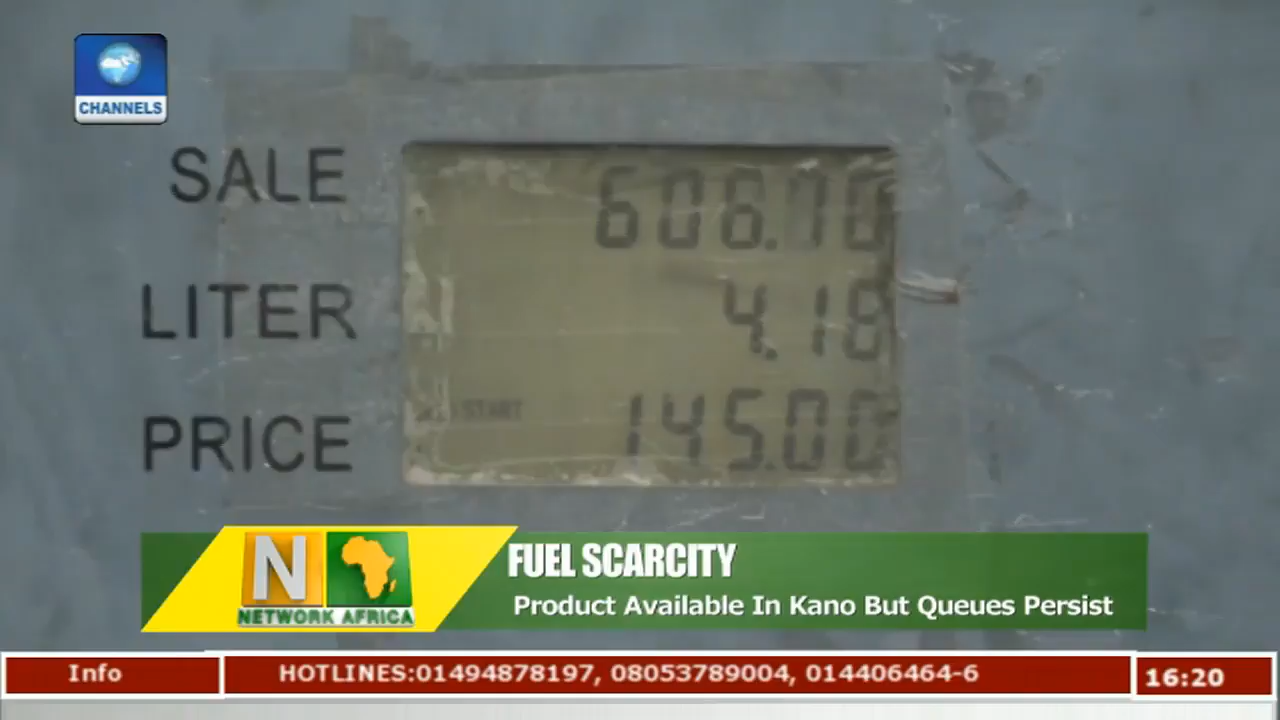 CHANNELS
SALE 606.70
LITER 4.18
START
PRICE 145.00
N
NETWORK AFRICA
FUEL SCARCITY
Product Available In Kano But Queues Persist
Info
HOTLINES:01494878197, 08053789004, 014406464-6
16:20